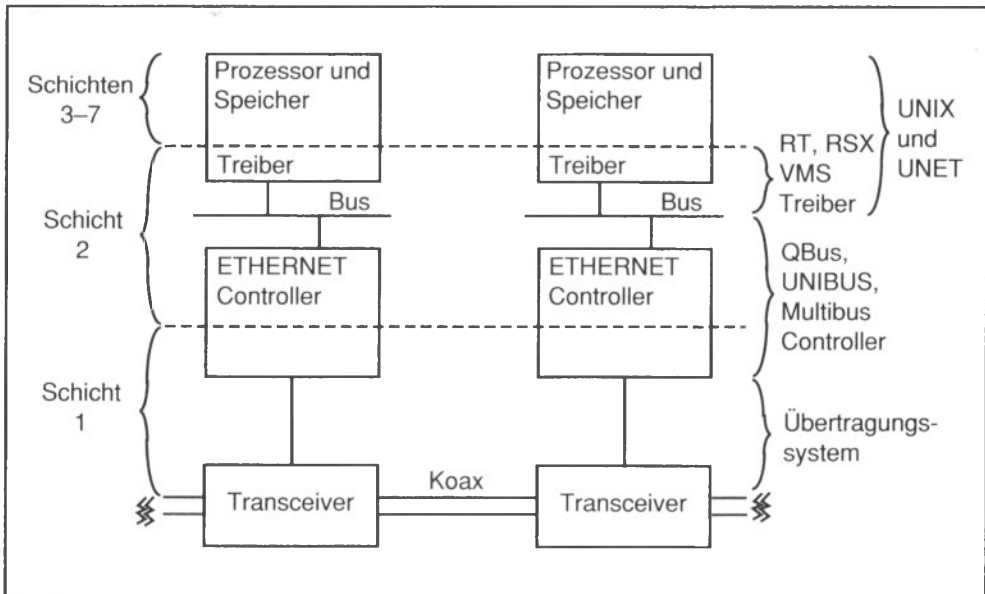 Schichten
3–7
Schicht
2
Schicht
1
Prozessor und
Speicher
Treiber
Bus
ETHERNET
Controller
Transceiver
Koax
Prozessor und
Speicher
Treiber
Bus
ETHERNET
Controller
Transceiver
RT, RSX
VMS
Treiber
UNIX
und
UNET
QBus,
UNIBUS,
Multibus
Controller
Übertragungs-
system